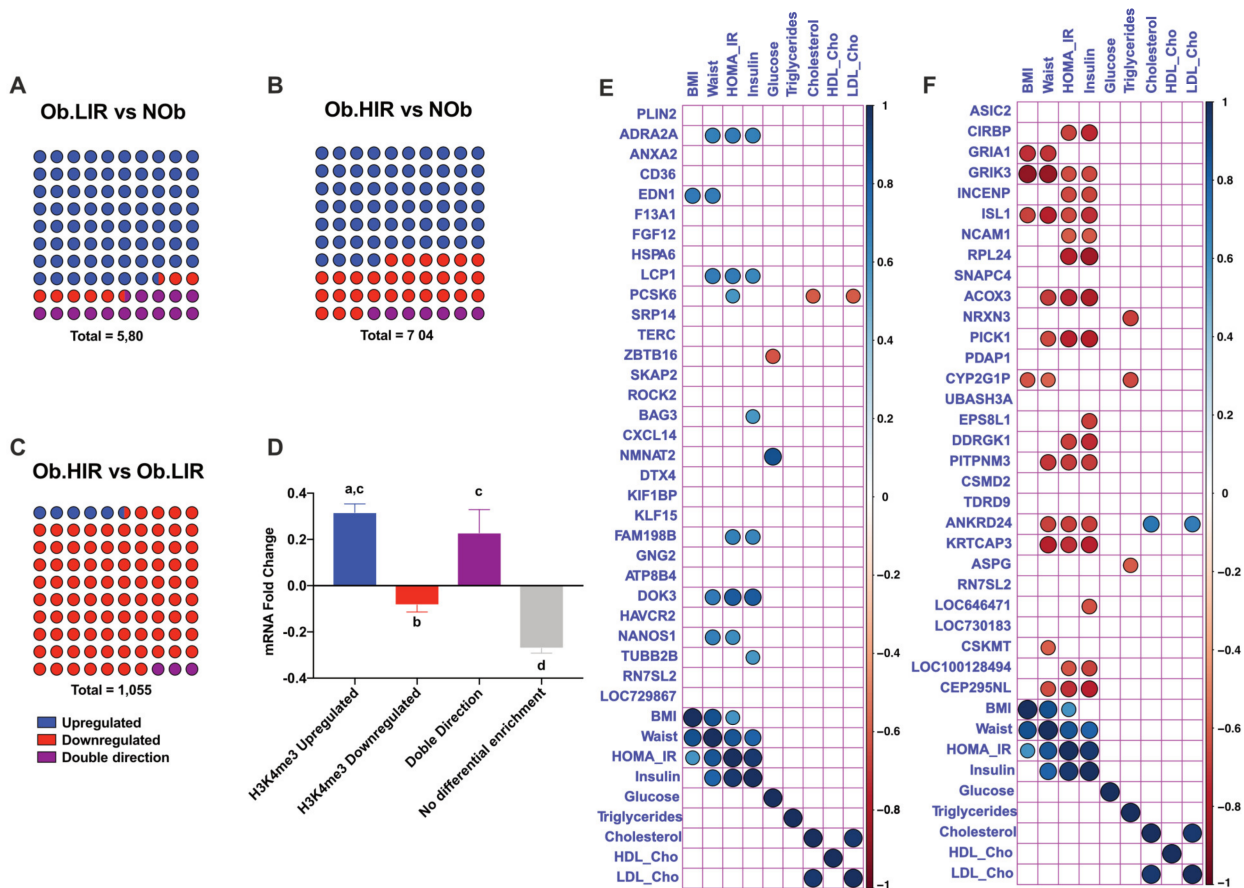 A
Ob.LIR vs NOb
Total = 5,80
B
Ob.HIR vs NOb
Total = 7 04
C
Ob.HIR vs Ob.LIR
Total = 1,055
Upregulated
Downregulated
Double direction
D
mRNA Fold Change
0.4
0.2
0.0
-0.2
-0.4
a,c
b
c
d
H3K4me3 Upregulated
H3K4me3 Downregulated
Doble Direction
No differential enrichment
E
BMI
Waist
HOMA_IR
Insulin
Glucose
Triglycerides
Cholesterol
HDL_Cho
LDL_Cho
PLIN2
ADRA2A
ANXA2
CD36
EDN1
F13A1
FGF12
HSPA6
LCP1
PCSK6
SRP14
TERC
ZBTB16
SKAP2
ROCK2
BAG3
CXCL14
NMNAT2
DTX4
KIF1BP
KLF15
FAM198B
GNG2
ATP8B4
DOK3
HAVCR2
NANOS1
TUBB2B
RN7SL2
LOC729867
BMI
Waist
HOMA_IR
Insulin
Glucose
Triglycerides
Cholesterol
HDL_Cho
LDL_Cho
1
0.8
0.6
0.4
0.2
0
−0.2
−0.4
−0.6
−0.8
−1
F
BMI
Waist
HOMA_IR
Insulin
Glucose
Triglycerides
Cholesterol
HDL_Cho
LDL_Cho
ASIC2
CIRBP
GRIA1
GRIK3
INCENP
ISL1
NCAM1
RPL24
SNAPC4
ACOX3
NRXN3
PICK1
PDAP1
CYP2G1P
UBASH3A
EPS8L1
DDRGK1
PITPNM3
CSMD2
TDRD9
ANKRD24
KRTCAP3
ASPG
RN7SL2
LOC646471
LOC730183
CSKMT
LOC100128494
CEP295NL
BMI
Waist
HOMA_IR
Insulin
Glucose
Triglycerides
Cholesterol
HDL_Cho
LDL_Cho
1
0.8
0.6
0.4
0.2
0
−0.2
−0.4
−0.6
−0.8
−1